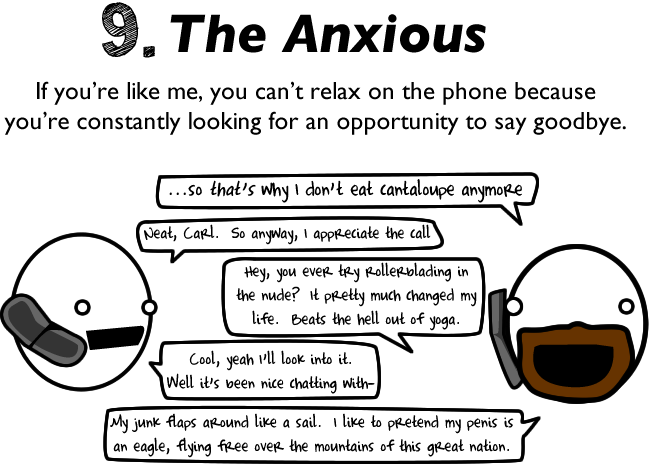 9. The Anxious
If you're like me, you can't relax on the phone because
you're constantly looking for an opportunity to say goodbye.
...so that's why I don't eat cantaloupe anymore
Neat, Carl. So anyway, I appreciate the call
Hey, you ever try rollerblading in
the nude? It pretty much changed my
life. Beats the hell out of yoga.
Cool, yeah I'll look into it.
Well it's been nice chatting with-
My junk flaps around like a sail. I like to pretend my penis is
an eagle, flying free over the mountains of this great nation.